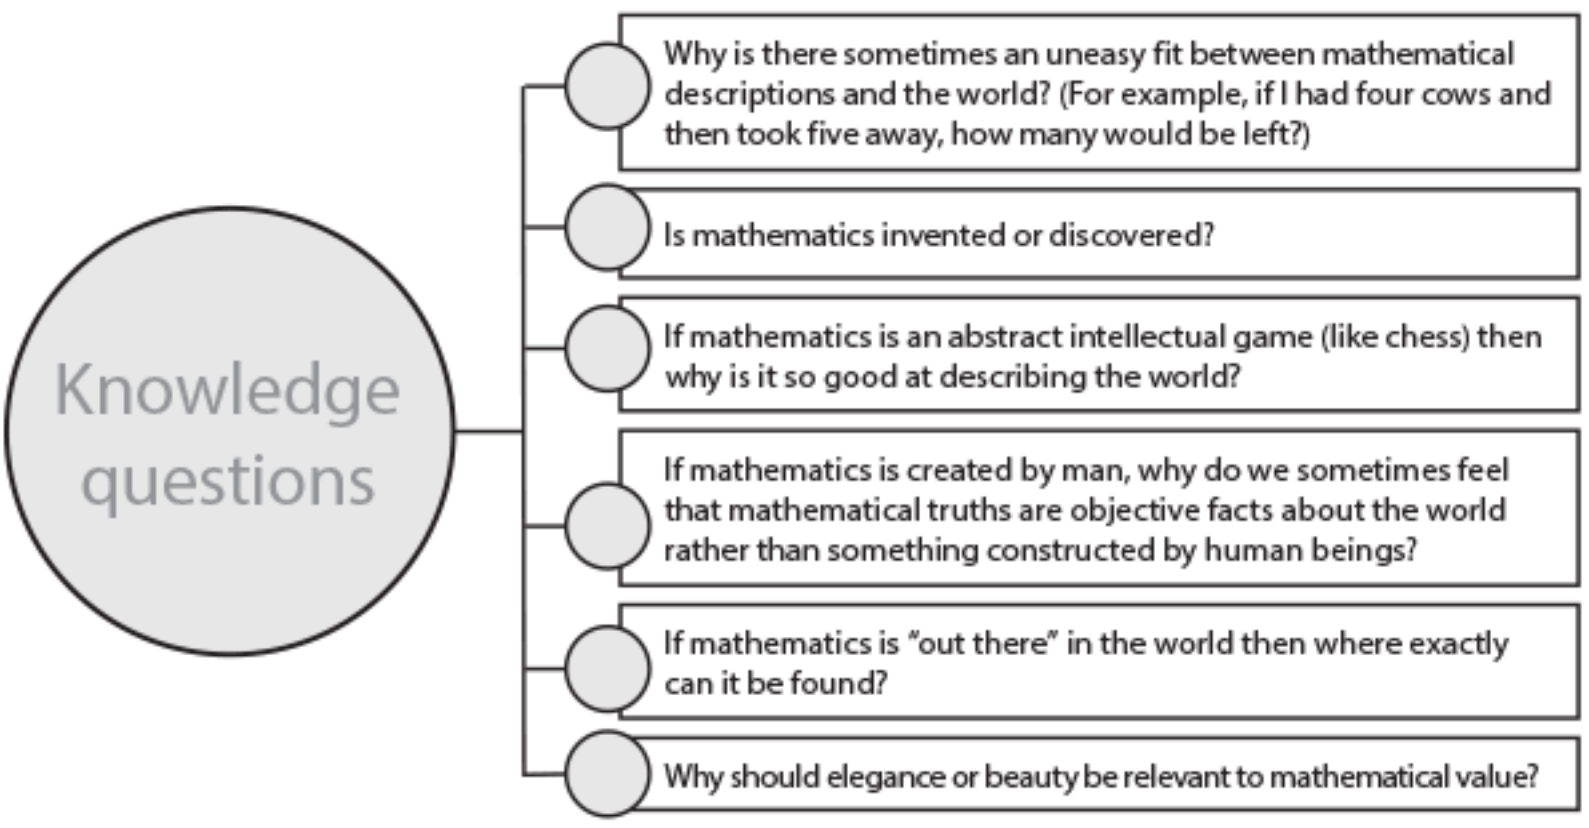 Knowledge
questions
Why is there sometimes an uneasy fit between mathematical
descriptions and the world? (For example, if I had four cows and
then took five away, how many would be left?)
Is mathematics invented or discovered?
If mathematics is an abstract intellectual game (like chess) then
why is it so good at describing the world?
If mathematics is created by man, why do we sometimes feel
that mathematical truths are objective facts about the world
rather than something constructed by human beings?
If mathematics is “out there” in the world then where exactly
can it be found?
Why should elegance or beauty be relevant to mathematical value?